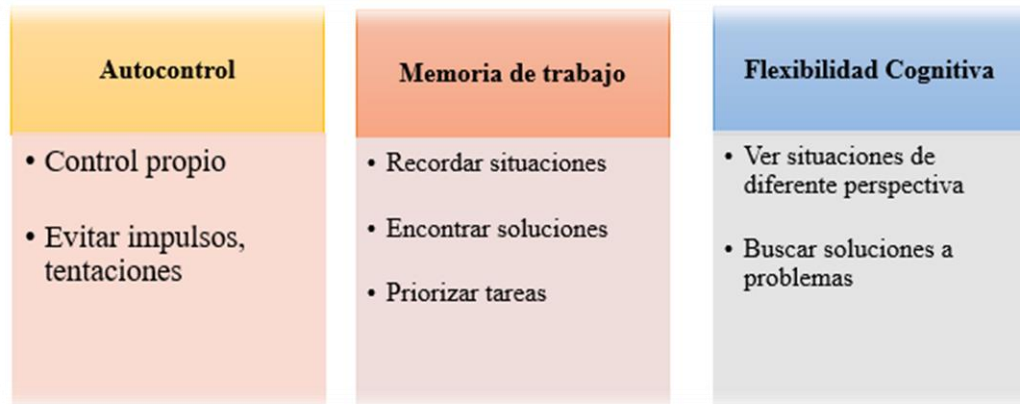 Autocontrol
• Control propio
• Evitar impulsos,
tentaciones
Memoria de trabajo
• Recordar situaciones
• Encontrar soluciones
• Priorizar tareas
Flexibilidad Cognitiva
• Ver situaciones de
diferente perspectiva
• Buscar soluciones a
problemas